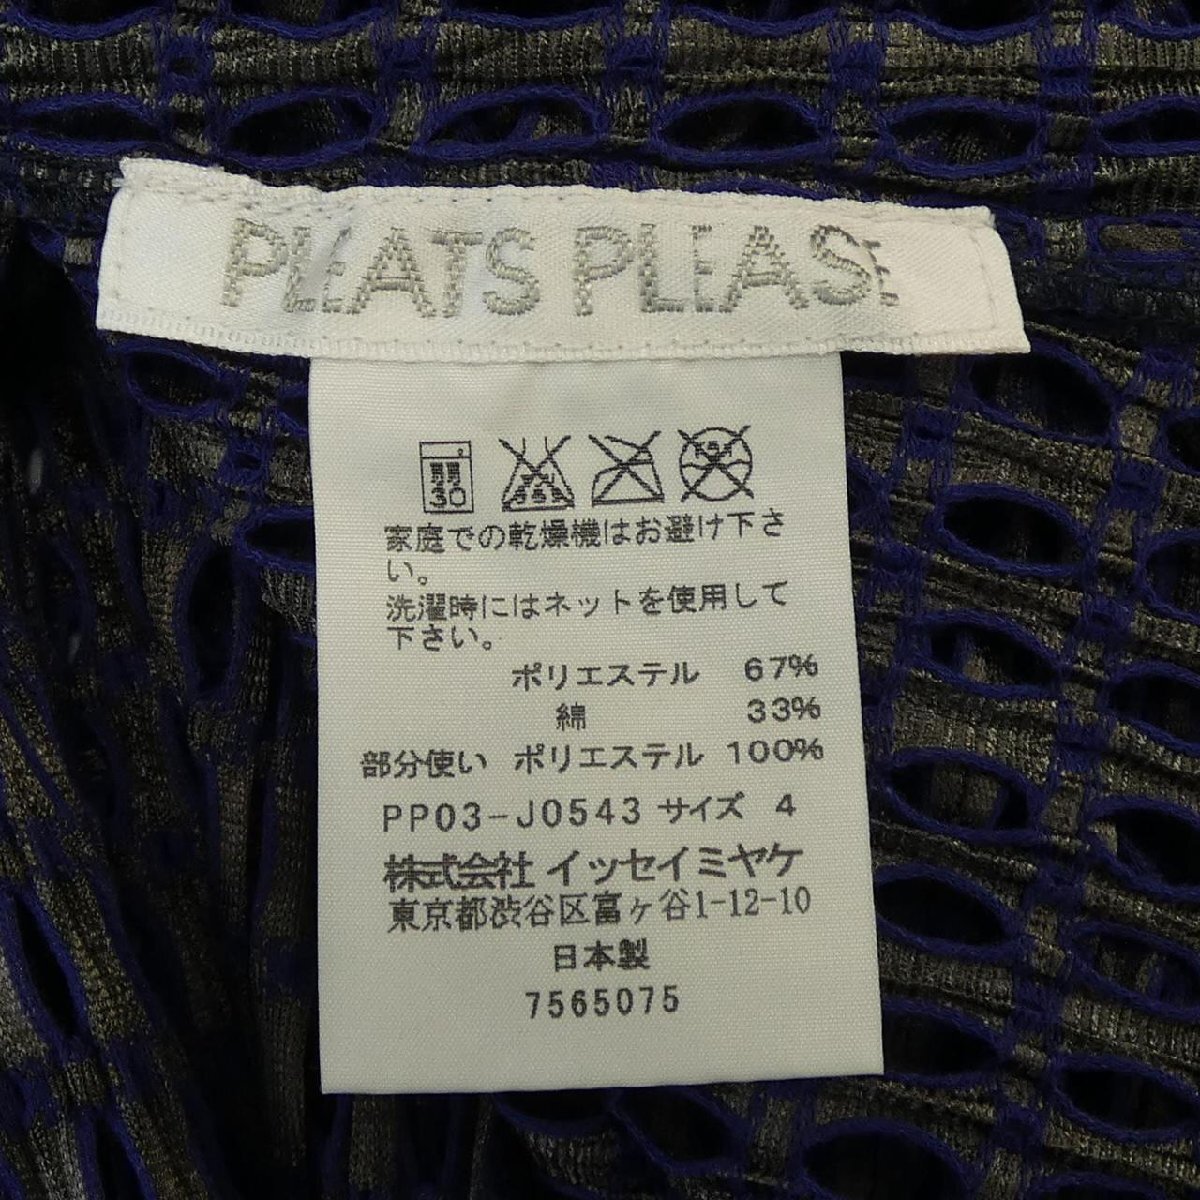 PLEATS PLEASE
30
家庭での乾燥機はお避け下さ
い。
洗濯時にはネットを使用して
下さい。
ポリエステル 67%
綿 33%
部分使い ポリエステル 100%
PP03-J0543 サイズ 4
株式会社 イッセイミヤケ
東京都渋谷区富ヶ谷1-12-10
日本製
7565075